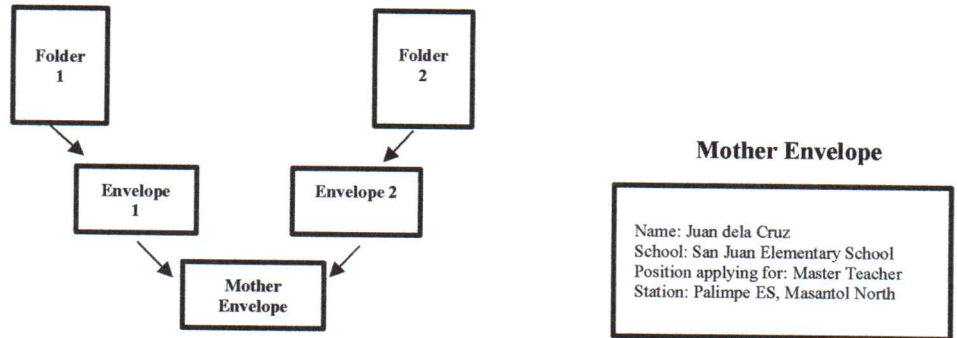 Folder
1
Folder
2
Envelope
1
Envelope 2
Mother
Envelope
Mother Envelope
Name: Juan dela Cruz
School: San Juan Elementary School
Position applying for: Master Teacher
Station: Palimpe ES, Masantol North